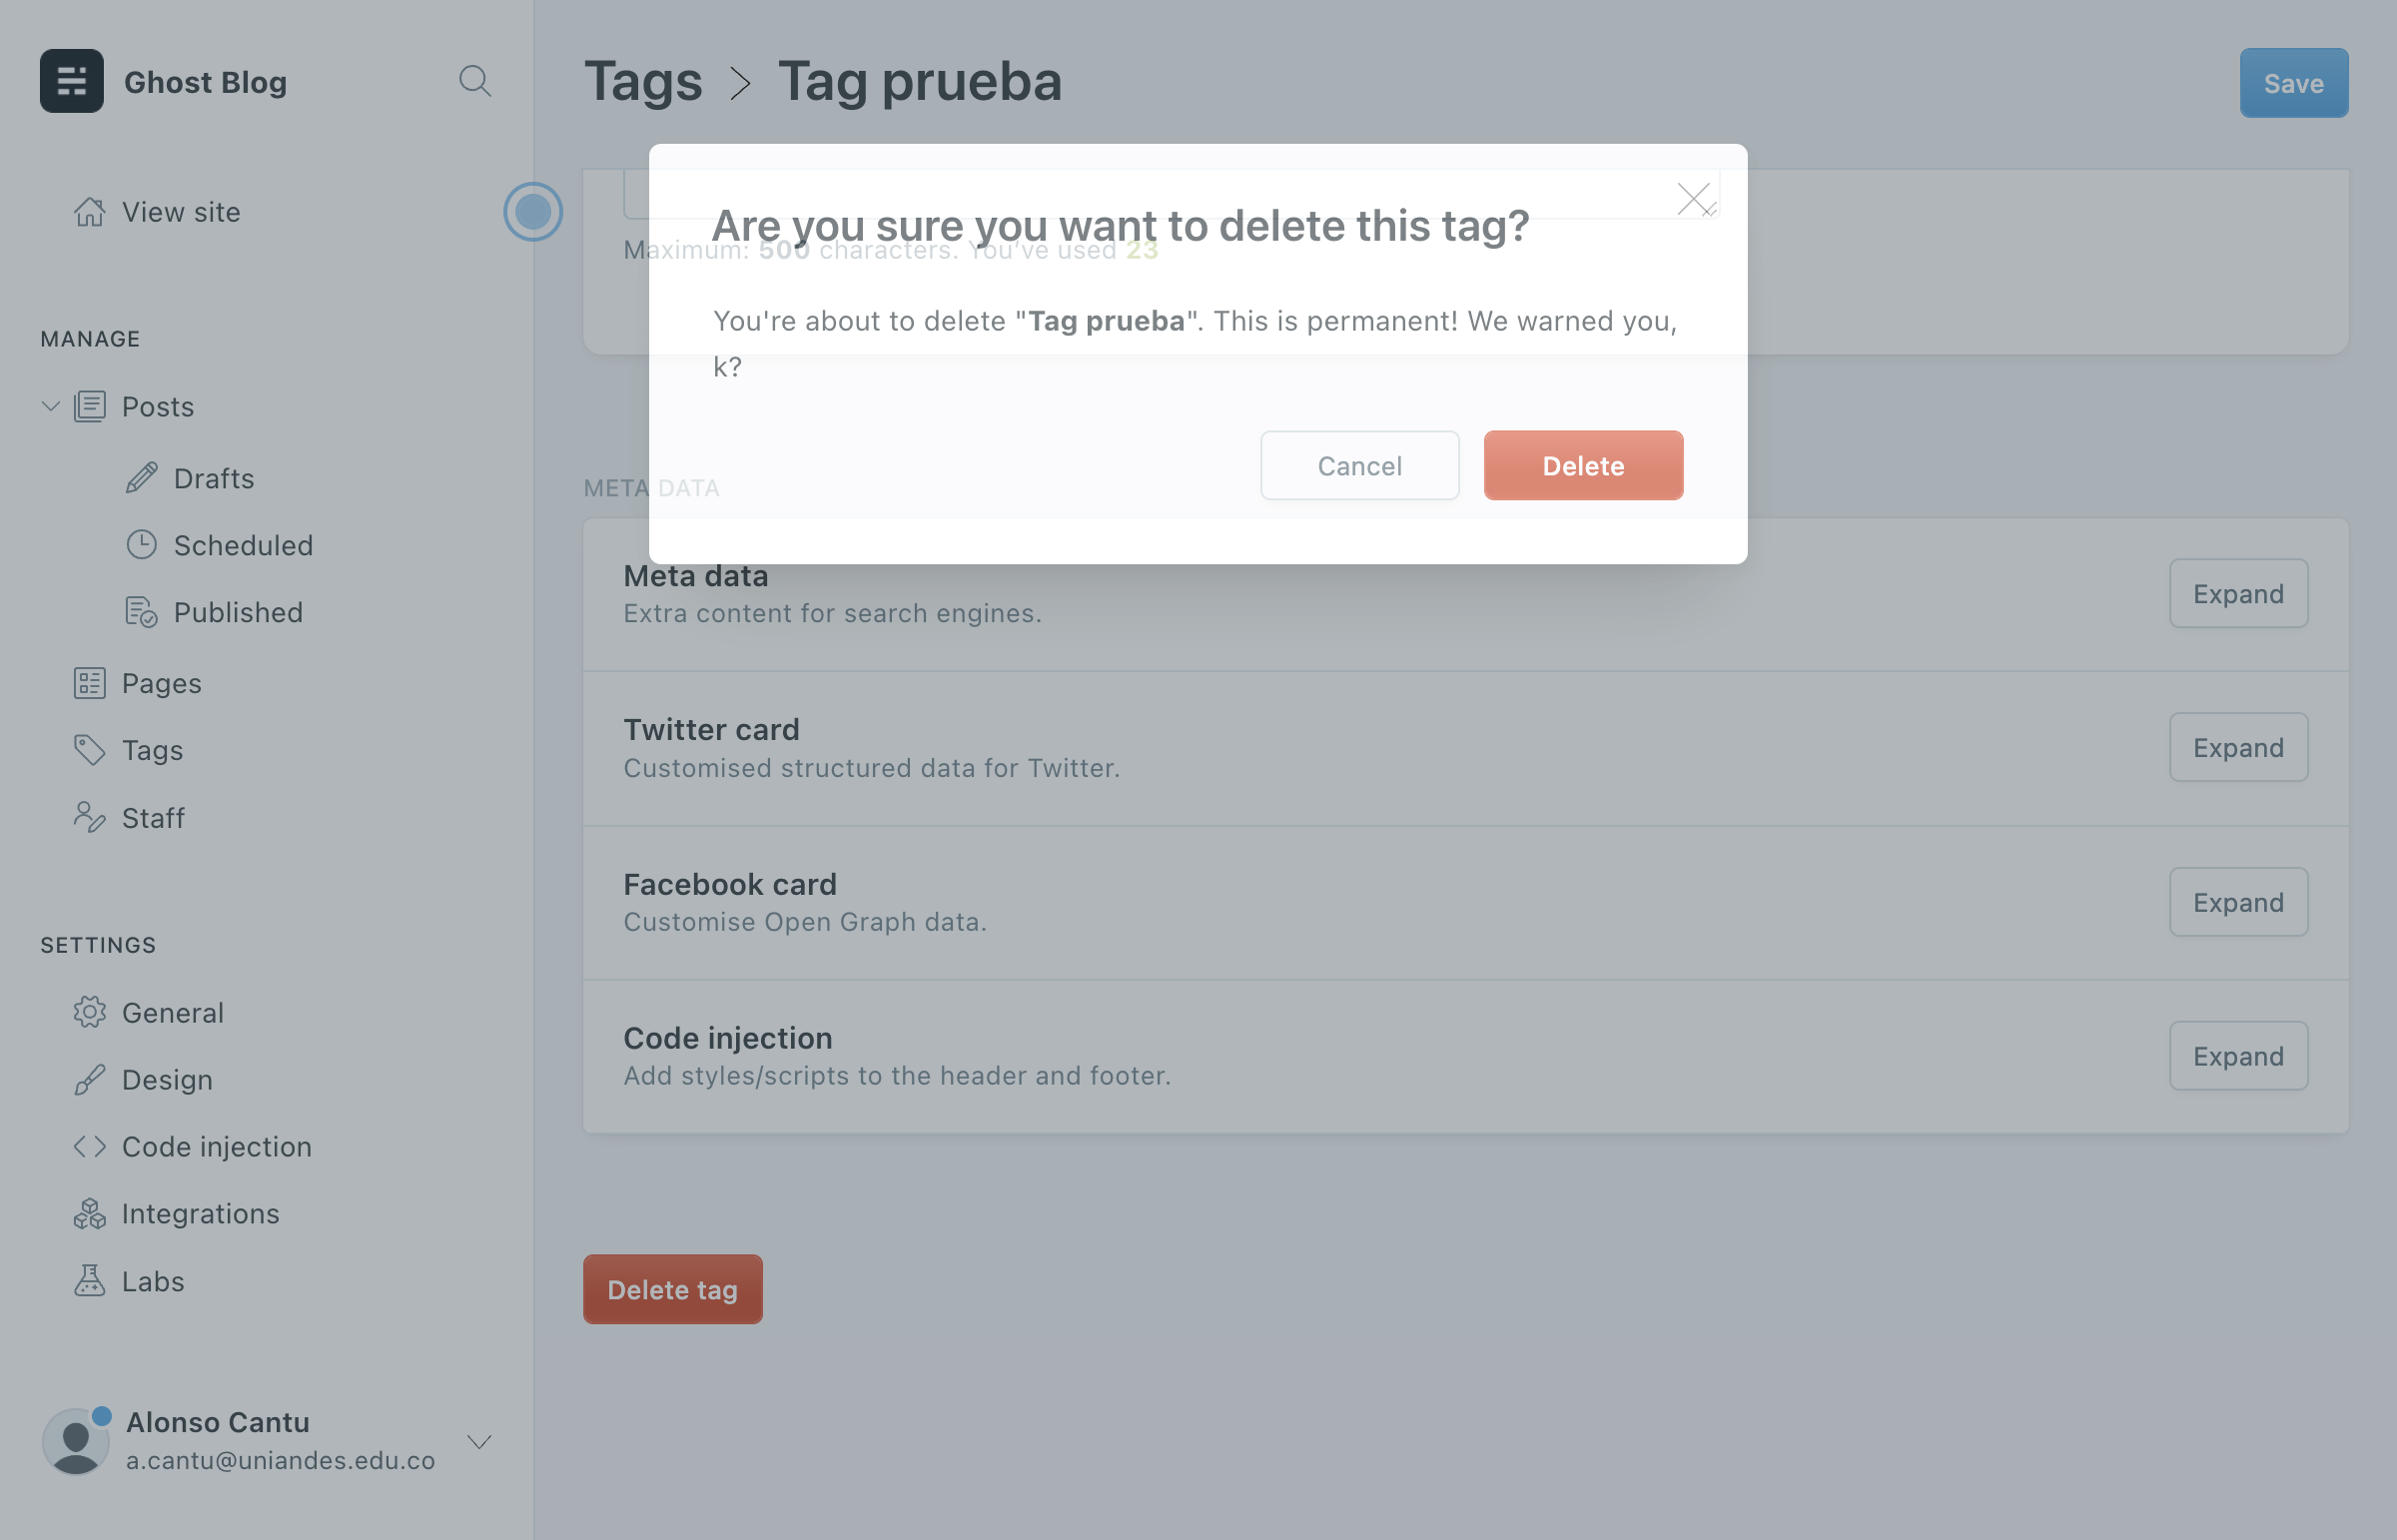 Ghost Blog
View site
MANAGE
Posts
Drafts
Scheduled
Published
Pages
Tags
Staff
SETTINGS
General
Design
Code injection
Integrations
Labs
Alonso Cantu
a.cantu@uniandes.edu.co
Tags > Tag prueba
Save
Are you sure you want to delete this tag?
Maximum: 500 characters. You've used 23
You're about to delete "Tag prueba". This is permanent! We warned you,
k?
Cancel
Delete
META DATA
Meta data
Extra content for search engines.
Expand
Twitter card
Customised structured data for Twitter.
Expand
Facebook card
Customise Open Graph data.
Expand
Code injection
Add styles/scripts to the header and footer.
Expand
Delete tag